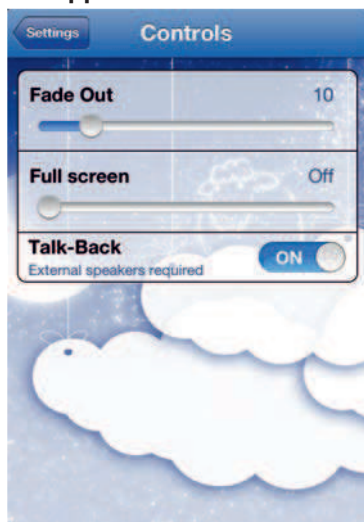 Settings
Controls
Fade Out 10
Full screen Off
Talk-Back
External speakers required
ON